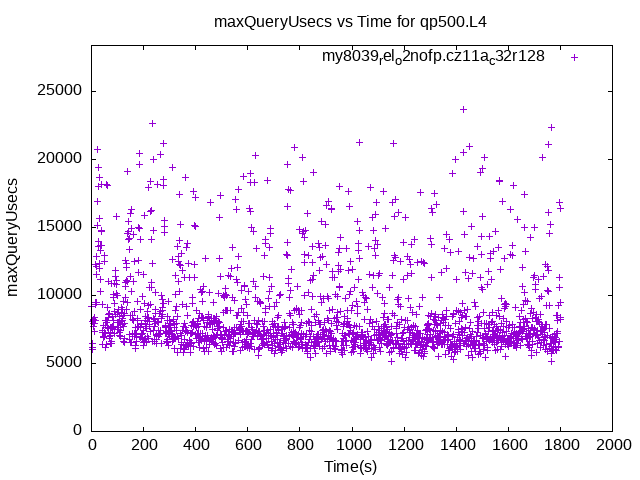 maxQueryUsecs vs Time for qp500.L4
my8039relo2nofp.cz11ac32r128
maxQueryUsecs
25000
20000
15000
10000
5000
0
0 200 400 600 800 1000 1200 1400 1600 1800 2000
Time(s)